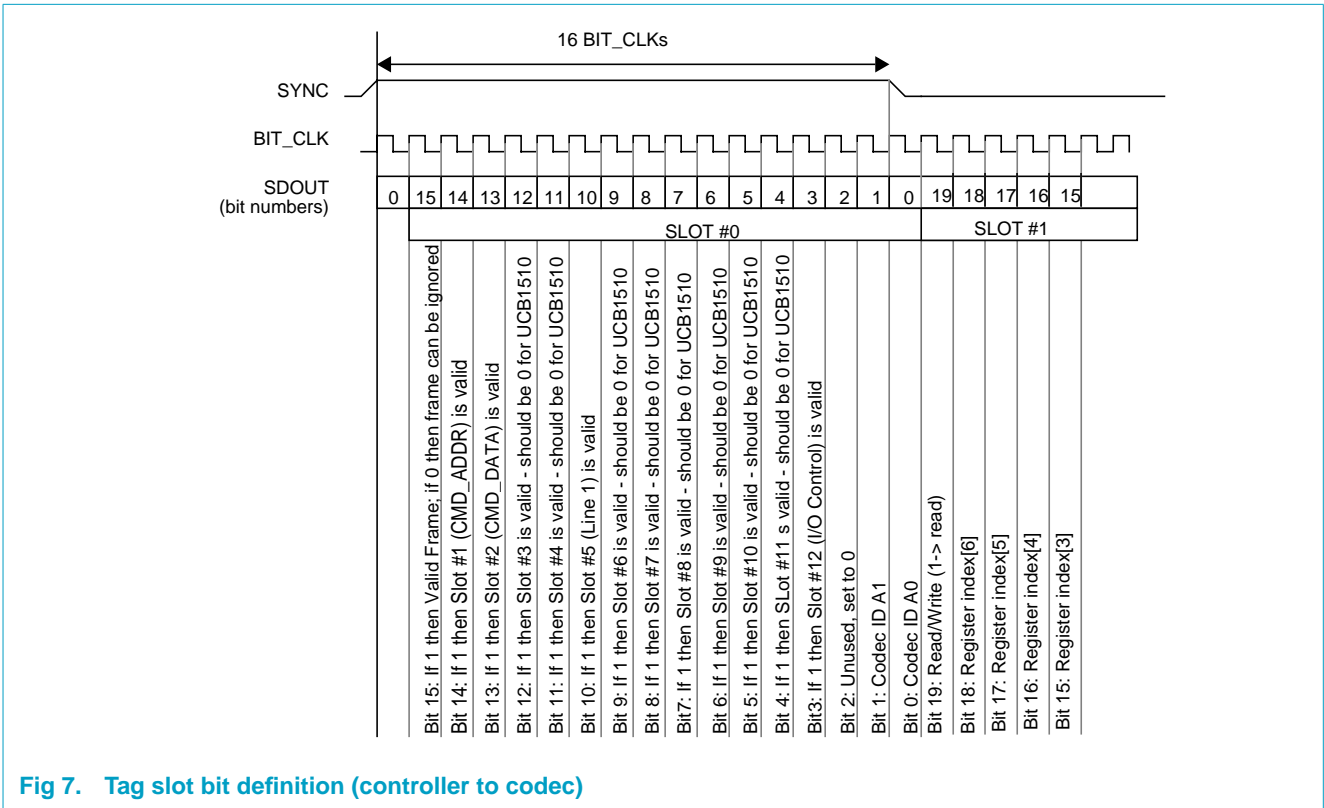 16 BIT_CLKs
SYNC
BIT_CLK
SDOUT
(bit numbers)
0 15 14 13 12 11 10 9 8 7 6 5 4 3 2 1 0 19 18 17 16 15
SLOT #0 SLOT #1
Bit 15: If 1 then Valid Frame; if 0 then frame can be ignored
Bit 14: If 1 then Slot #1 (CMD_ADDR) is valid
Bit 13: If 1 then Slot #2 (CMD_DATA) is valid
Bit 12: If 1 then Slot #3 is valid - should be 0 for UCB1510
Bit 11: If 1 then Slot #4 is valid - should be 0 for UCB1510
Bit 10: If 1 then Slot #5 (Line 1) is valid
Bit 9: If 1 then Slot #6 is valid - should be 0 for UCB1510
Bit 8: If 1 then Slot #7 is valid - should be 0 for UCB1510
Bit7: If 1 then Slot #8 is valid - should be 0 for UCB1510
Bit 6: If 1 then Slot #9 is valid - should be 0 for UCB1510
Bit 5: If 1 then Slot #10 is valid - should be 0 for UCB1510
Bit 4: If 1 then SLot #11 s valid - should be 0 for UCB1510
Bit3: If 1 then Slot #12 (I/O Control) is valid
Bit 2: Unused, set to 0
Bit 1: Codec ID A1
Bit 0: Codec ID A0
Bit 19: Read/Write (1-> read)
Bit 18: Register index[6]
Bit 17: Register index[5]
Bit 16: Register index[4]
Bit 15: Register index[3]
Fig 7. Tag slot bit definition (controller to codec)